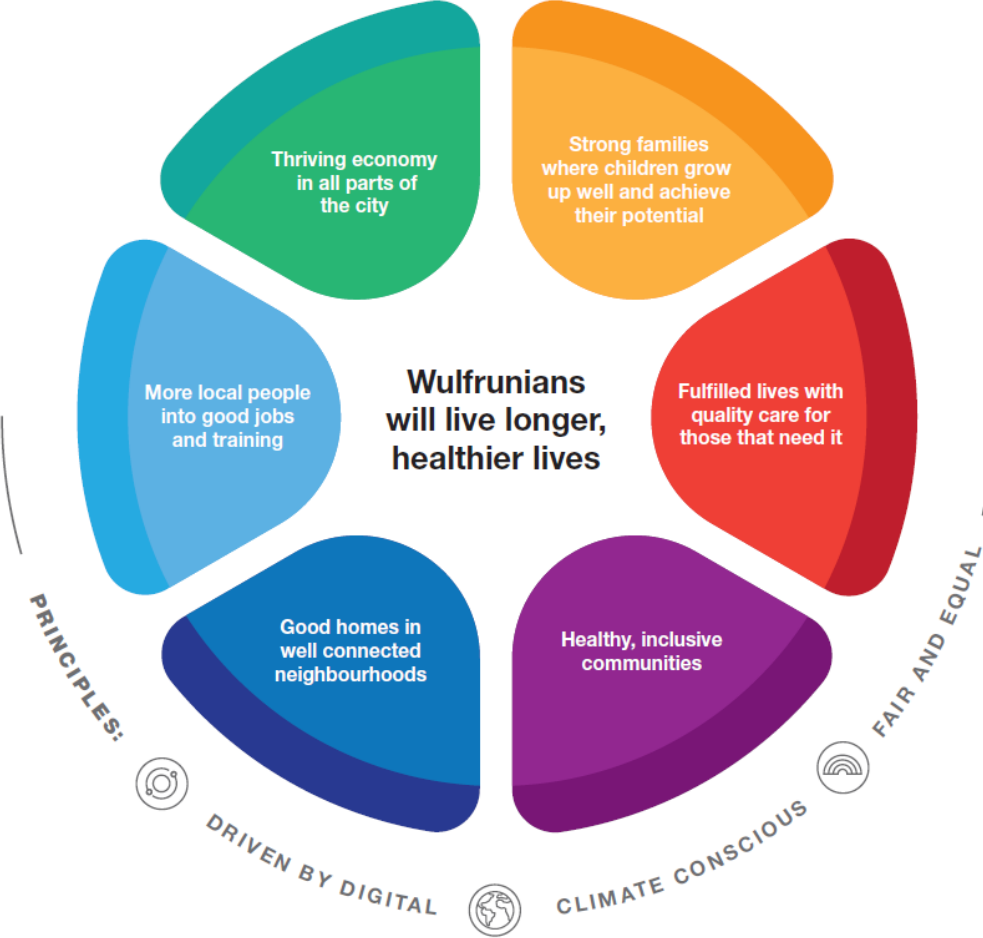 Thriving economy
in all parts of
the city
Strong families
where children grow
up well and achieve
their potential
More local people
into good jobs
and training
Wulfrunians
will live longer,
healthier lives
Fulfilled lives with
quality care for
those that need it
Good homes in
well connected
neighbourhoods
Healthy, inclusive
communities
PRINCIPLES:
DRIVEN BY DIGITAL
CLIMATE CONSCIOUS
FAIR AND EQUAL